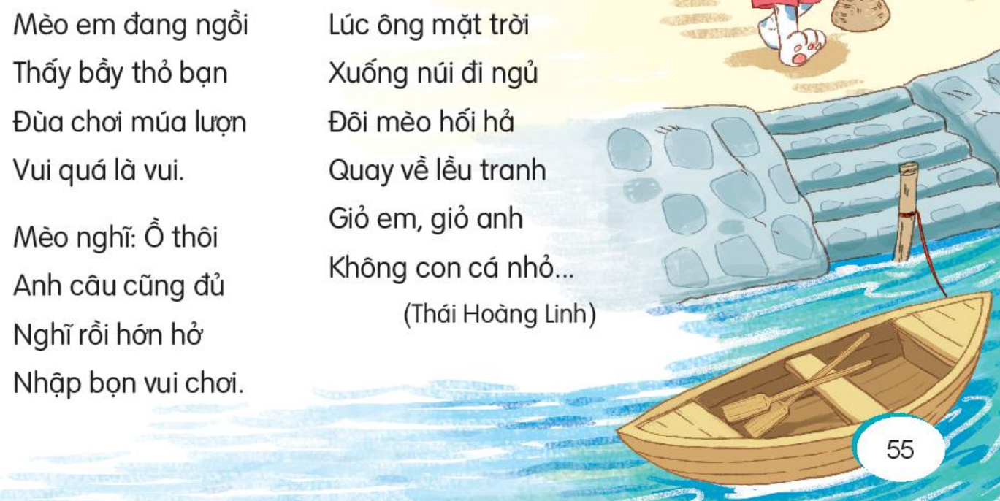 Mèo em đang ngồi
Thấy bầy thỏ bạn
Đùa chơi múa lượn
Vui quá là vui.
Mèo nghĩ: Ồ thôi
Anh câu cũng đủ
Nghĩ rồi hớn hở
Nhập bọn vui chơi.
Lúc ông mặt trời
Xuống núi đi ngủ
Đôi mèo hối hả
Quay về lều tranh
Giỏ em, giỏ anh
Không con cá nhỏ...
(Thái Hoàng Linh)
55